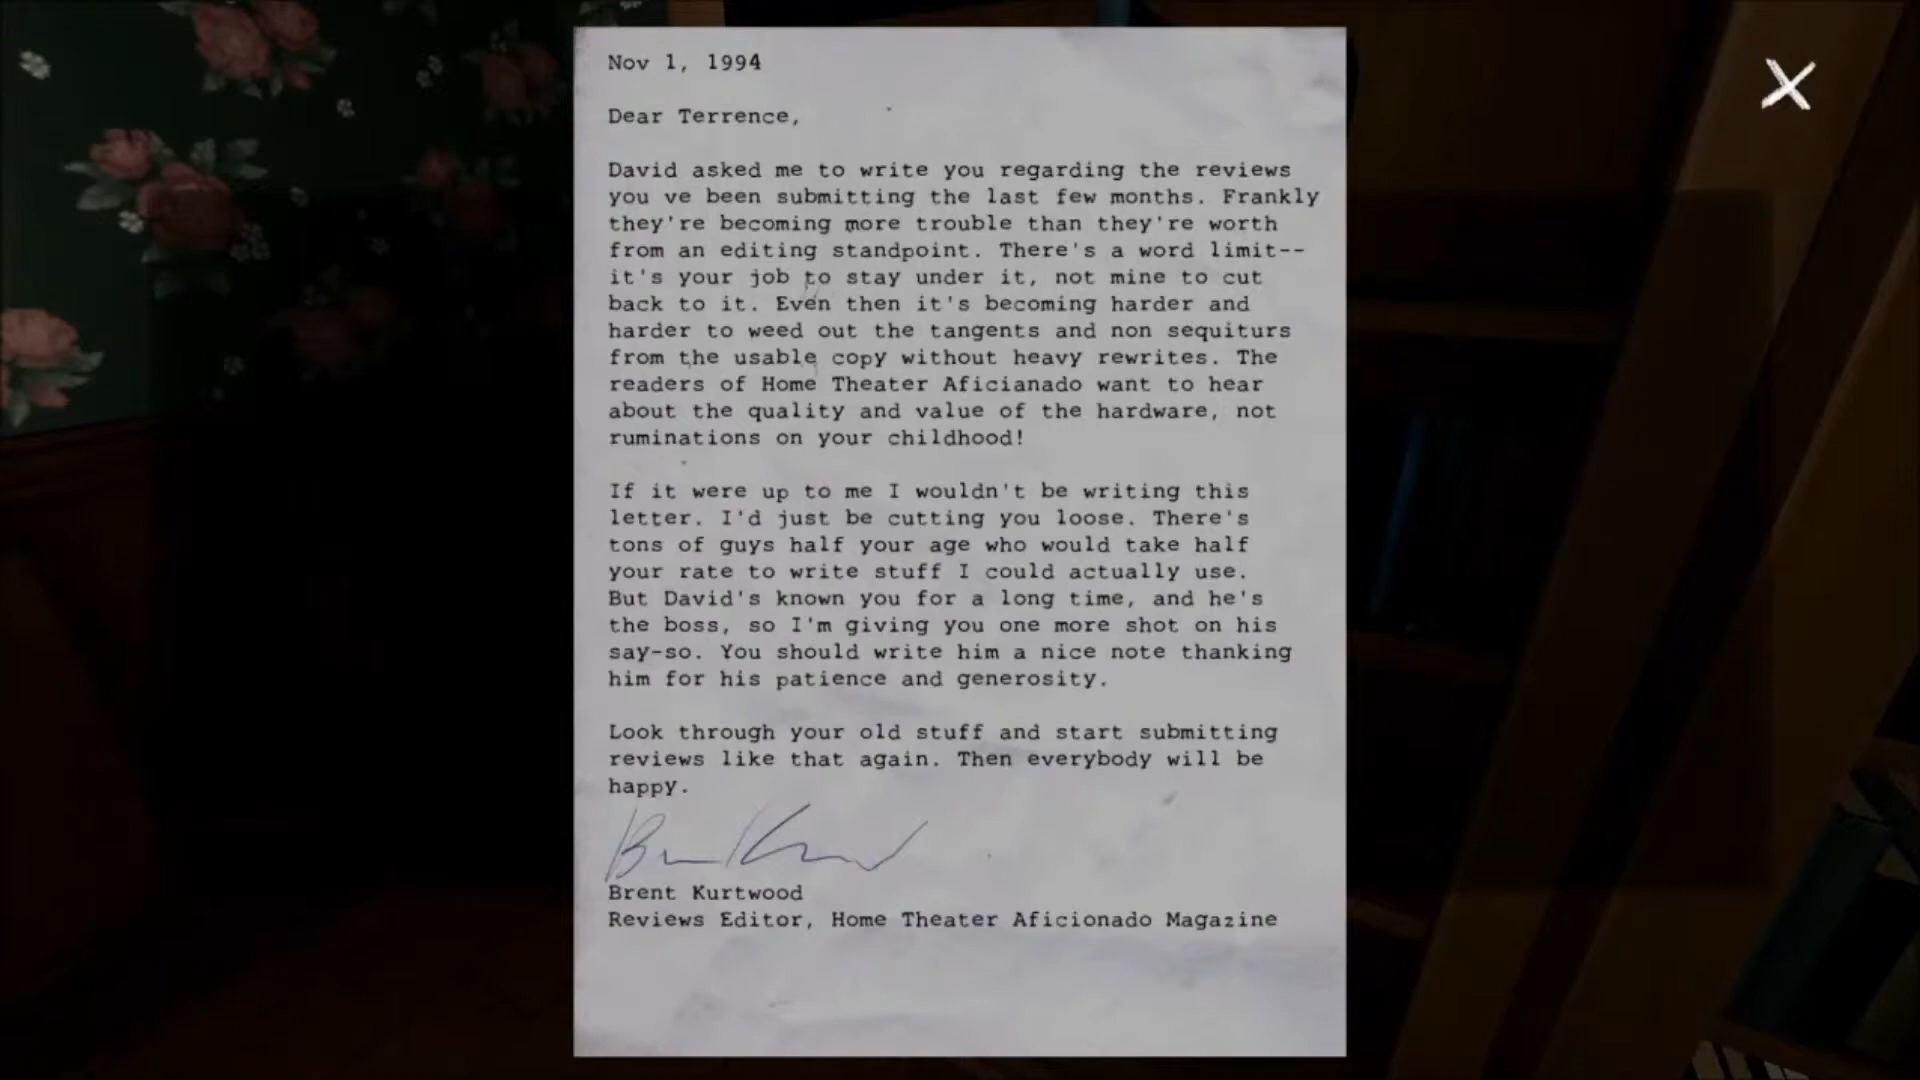 Nov 1, 1994
Dear Terrence,
David asked me to write you regarding the reviews
you ve been submitting the last few months. Frankly
they're becoming more trouble than they're worth
from an editing standpoint. There's a word limit--
it's your job to stay under it, not mine to cut
back to it. Even then it's becoming harder and
harder to weed out the tangents and non sequiturs
from the usable copy without heavy rewrites. The
readers of Home Theater Aficianado want to hear
about the quality and value of the hardware, not
ruminations on your childhood!
If it were up to me I wouldn't be writing this
letter. I'd just be cutting you loose. There's
tons of guys half your age who would take half
your rate to write stuff I could actually use.
But David's known you for a long time, and he's
the boss, so I'm giving you one more shot on his
say-so. You should write him a nice note thanking
him for his patience and generosity.
Look through your old stuff and start submitting
reviews like that again. Then everybody will be
happy.
Brent Kurtwood
Reviews Editor, Home Theater Aficionado Magazine